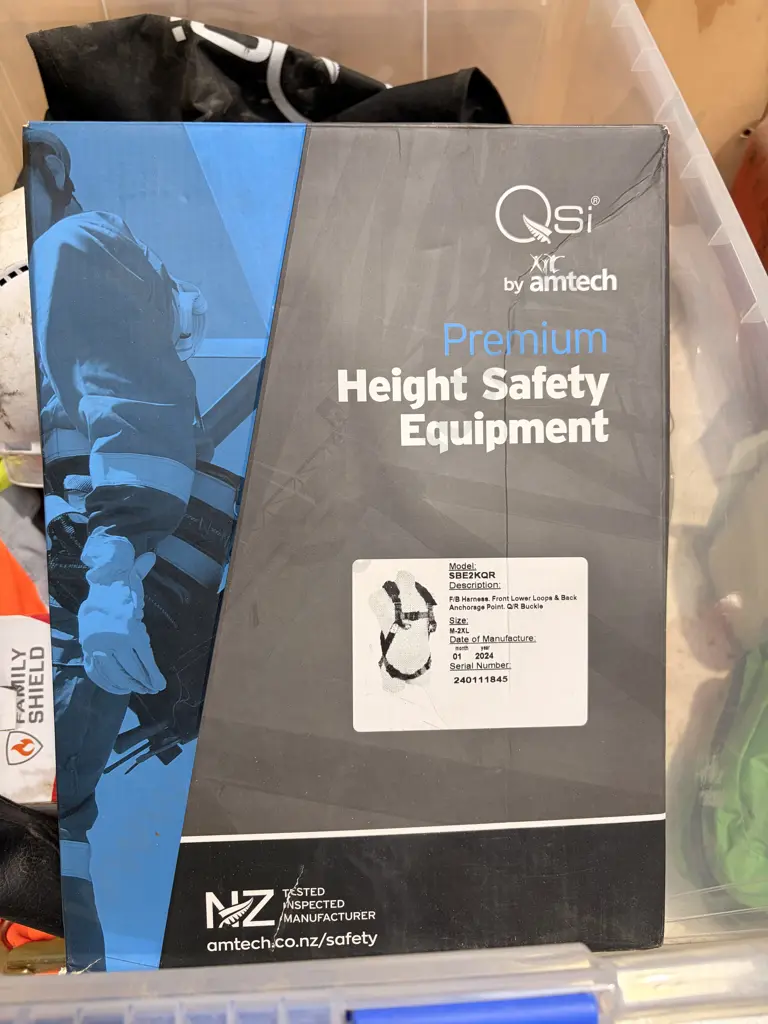 Qsi®
by amtech
Premium
Height Safety
Equipment
Model:
SBE2KQR
Description:
F/B Harness. Front Lower Loops & Back
Anchorage Point. Q/R Buckle
Size:
M-2XL
Date of Manufacture:
month year
01 2024
Serial Number:
240111845
FAMILY
SHIELD
NZ
TESTED
INSPECTED
MANUFACTURER
amtech.co.nz/safety